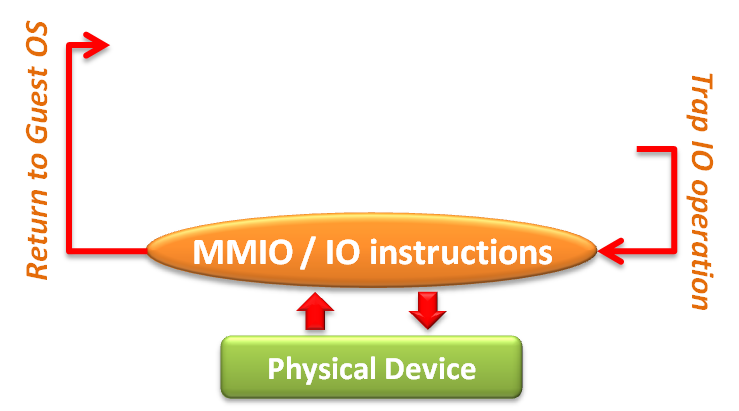 Return to Guest OS
Trap IO operation
MMIO / IO instructions
Physical Device